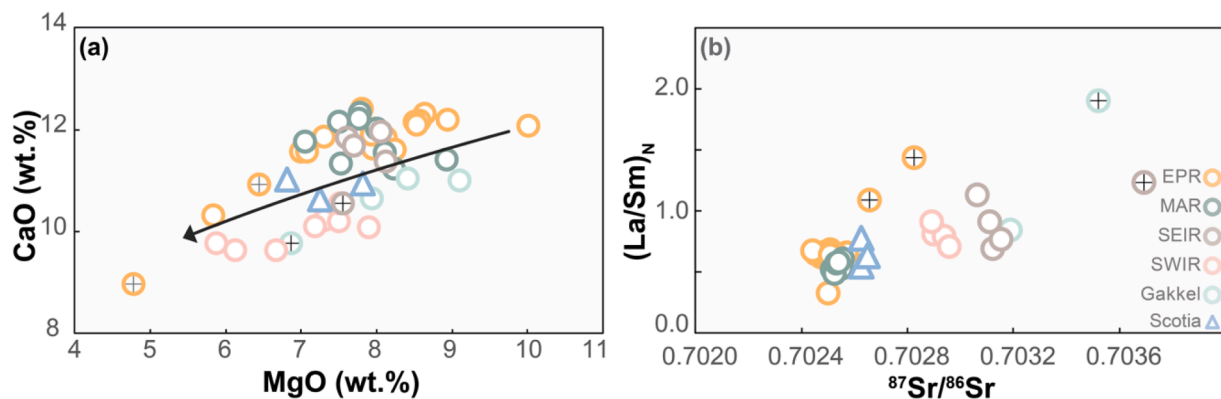 (a)
CaO (wt.%)
14
12
10
8
4 5 6 7 8 9 10 11
MgO (wt.%)
(b)
(La/Sm)N
2.0
1.0
0.0
0.7020 0.7024 0.7028 0.7032 0.7036
87Sr/86Sr
EPR
MAR
SEIR
SWIR
Gakkel
Scotia